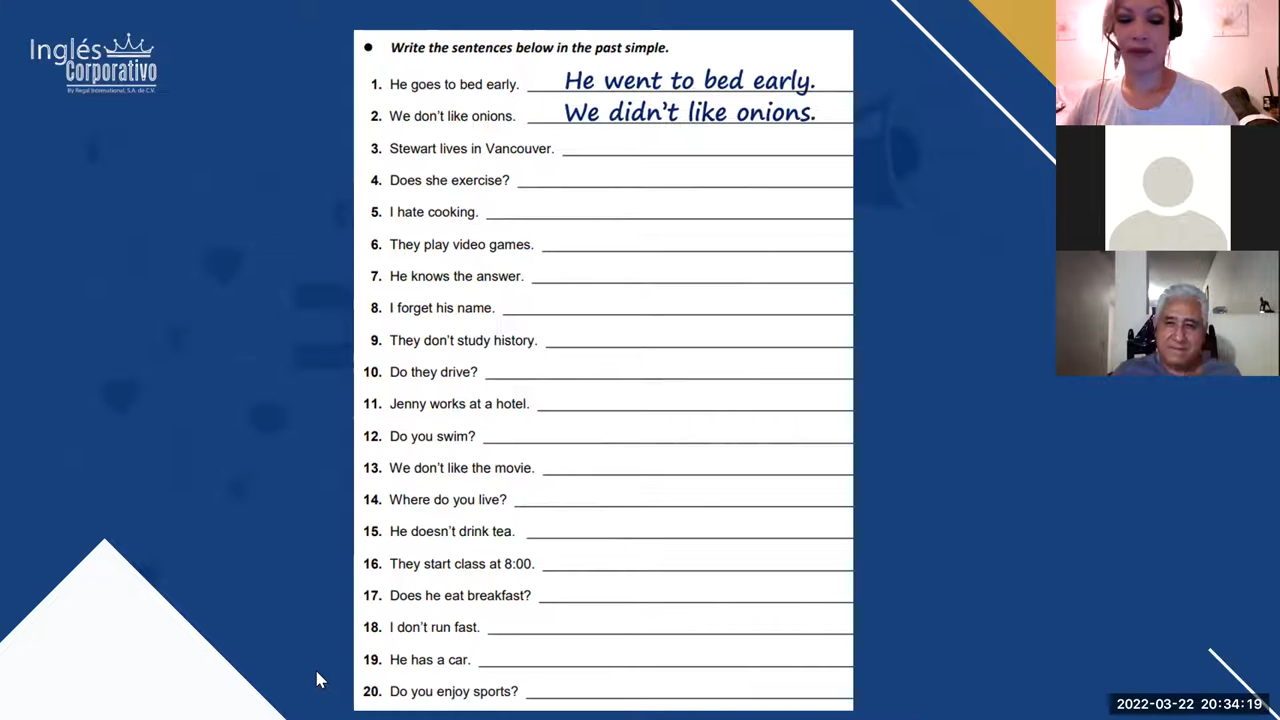 Inglés
Corporativo
By Regal International, S.A. de C.V.
● Write the sentences below in the past simple.
1. He goes to bed early. He went to bed early.
2. We don't like onions. We didn't like onions.
3. Stewart lives in Vancouver.
4. Does she exercise?
5. I hate cooking.
6. They play video games.
7. He knows the answer.
8. I forget his name.
9. They don't study history.
10. Do they drive?
11. Jenny works at a hotel.
12. Do you swim?
13. We don't like the movie.
14. Where do you live?
15. He doesn't drink tea.
16. They start class at 8:00.
17. Does he eat breakfast?
18. I don't run fast.
19. He has a car.
20. Do you enjoy sports?
2022-03-22 20:34:19